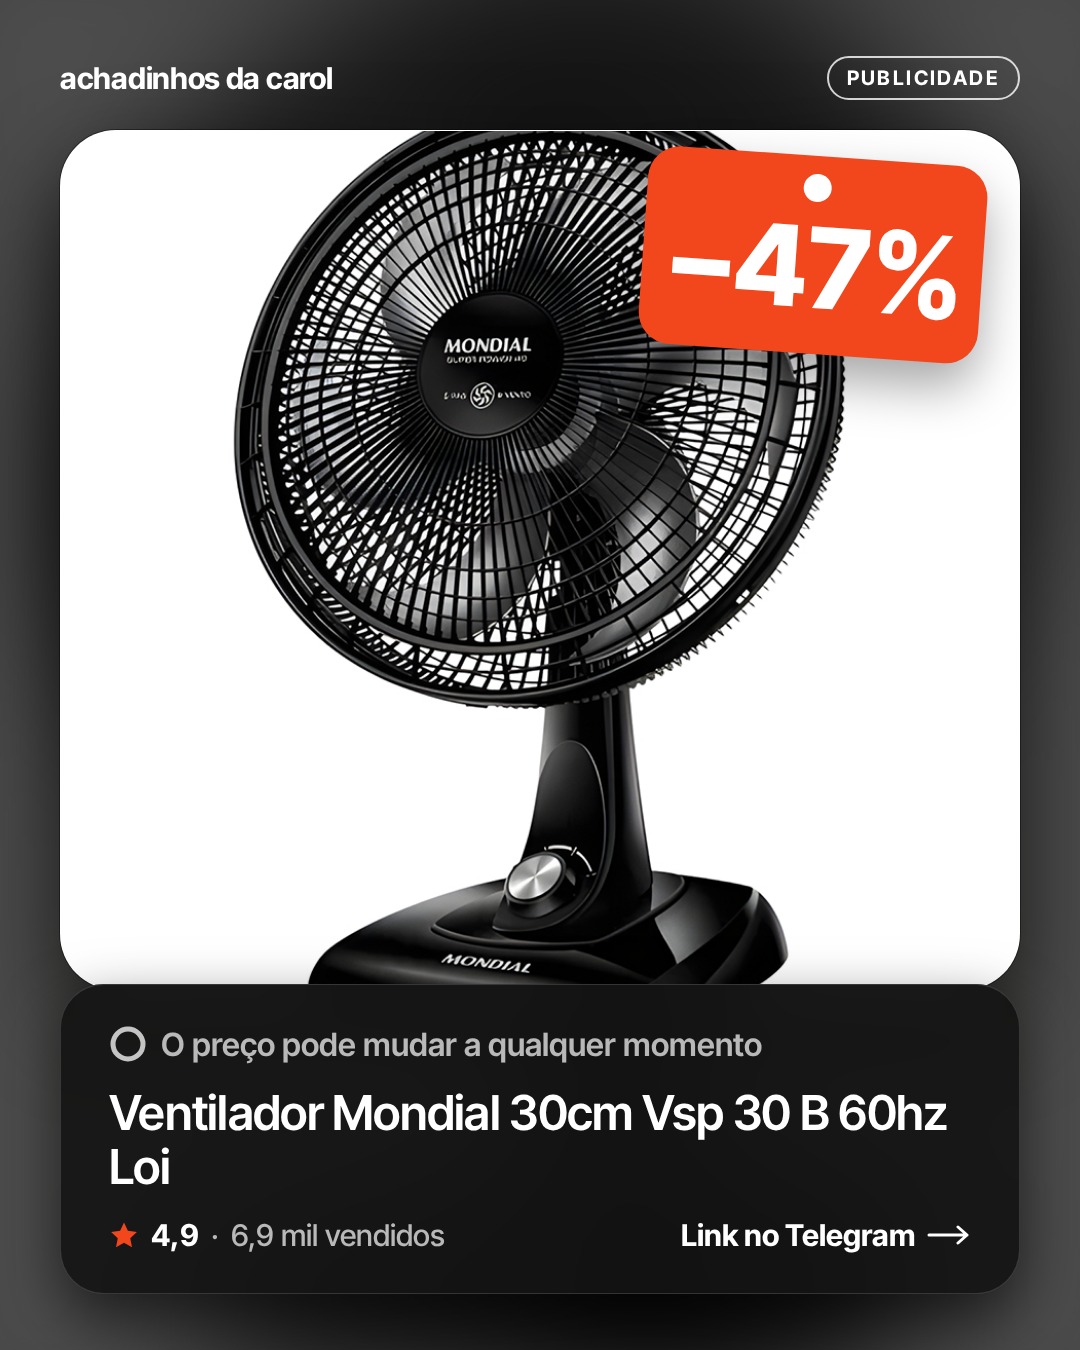 achadinhos da carol
PUBLICIDADE
–47%
MONDIAL
MONDIAL
O preço pode mudar a qualquer momento
Ventilador Mondial 30cm Vsp 30 B 60hz
Loi
4,9 · 6,9 mil vendidos
Link no Telegram →